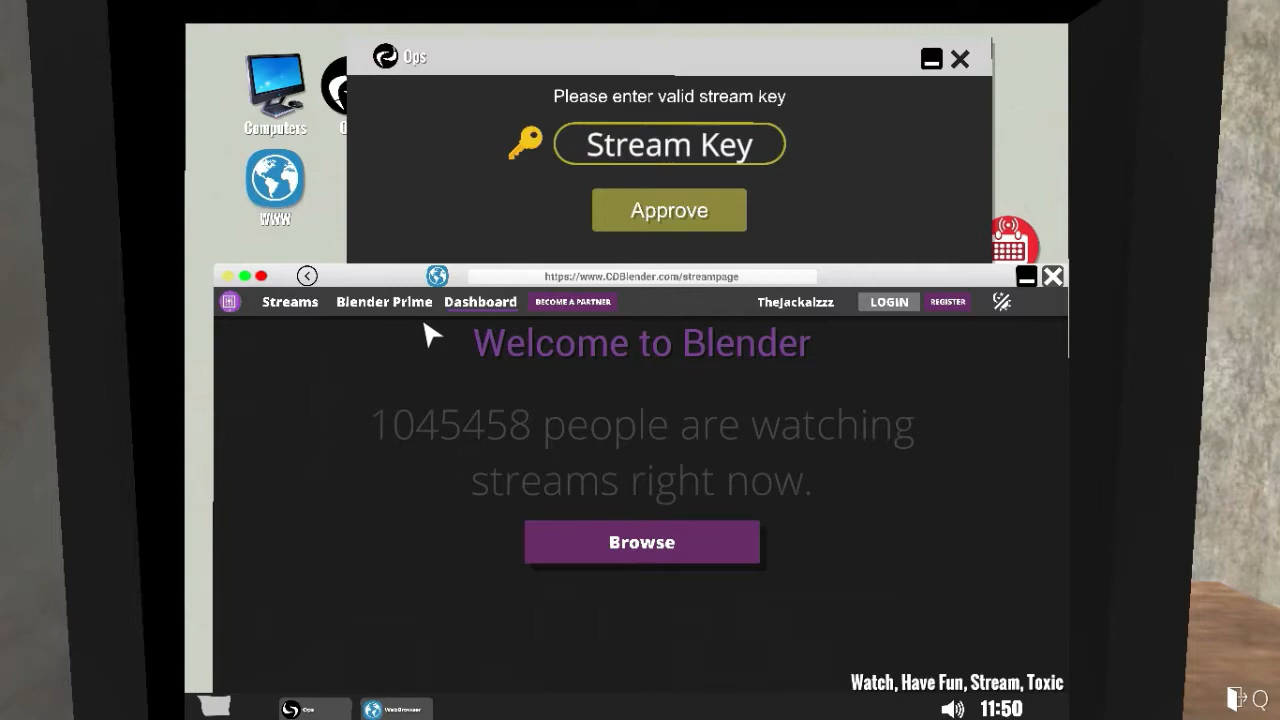 Ops
Please enter valid stream key
Computers
Stream Key
WWW
Approve
https://www.CDBlender.com/streampage
Streams Blender Prime Dashboard BECOME A PARTNER TheJackalzzz LOGIN REGISTER
Welcome to Blender
1045458 people are watching
streams right now.
Browse
Watch, Have Fun, Stream, Toxic
Ops WebBrowser 11:50
Q